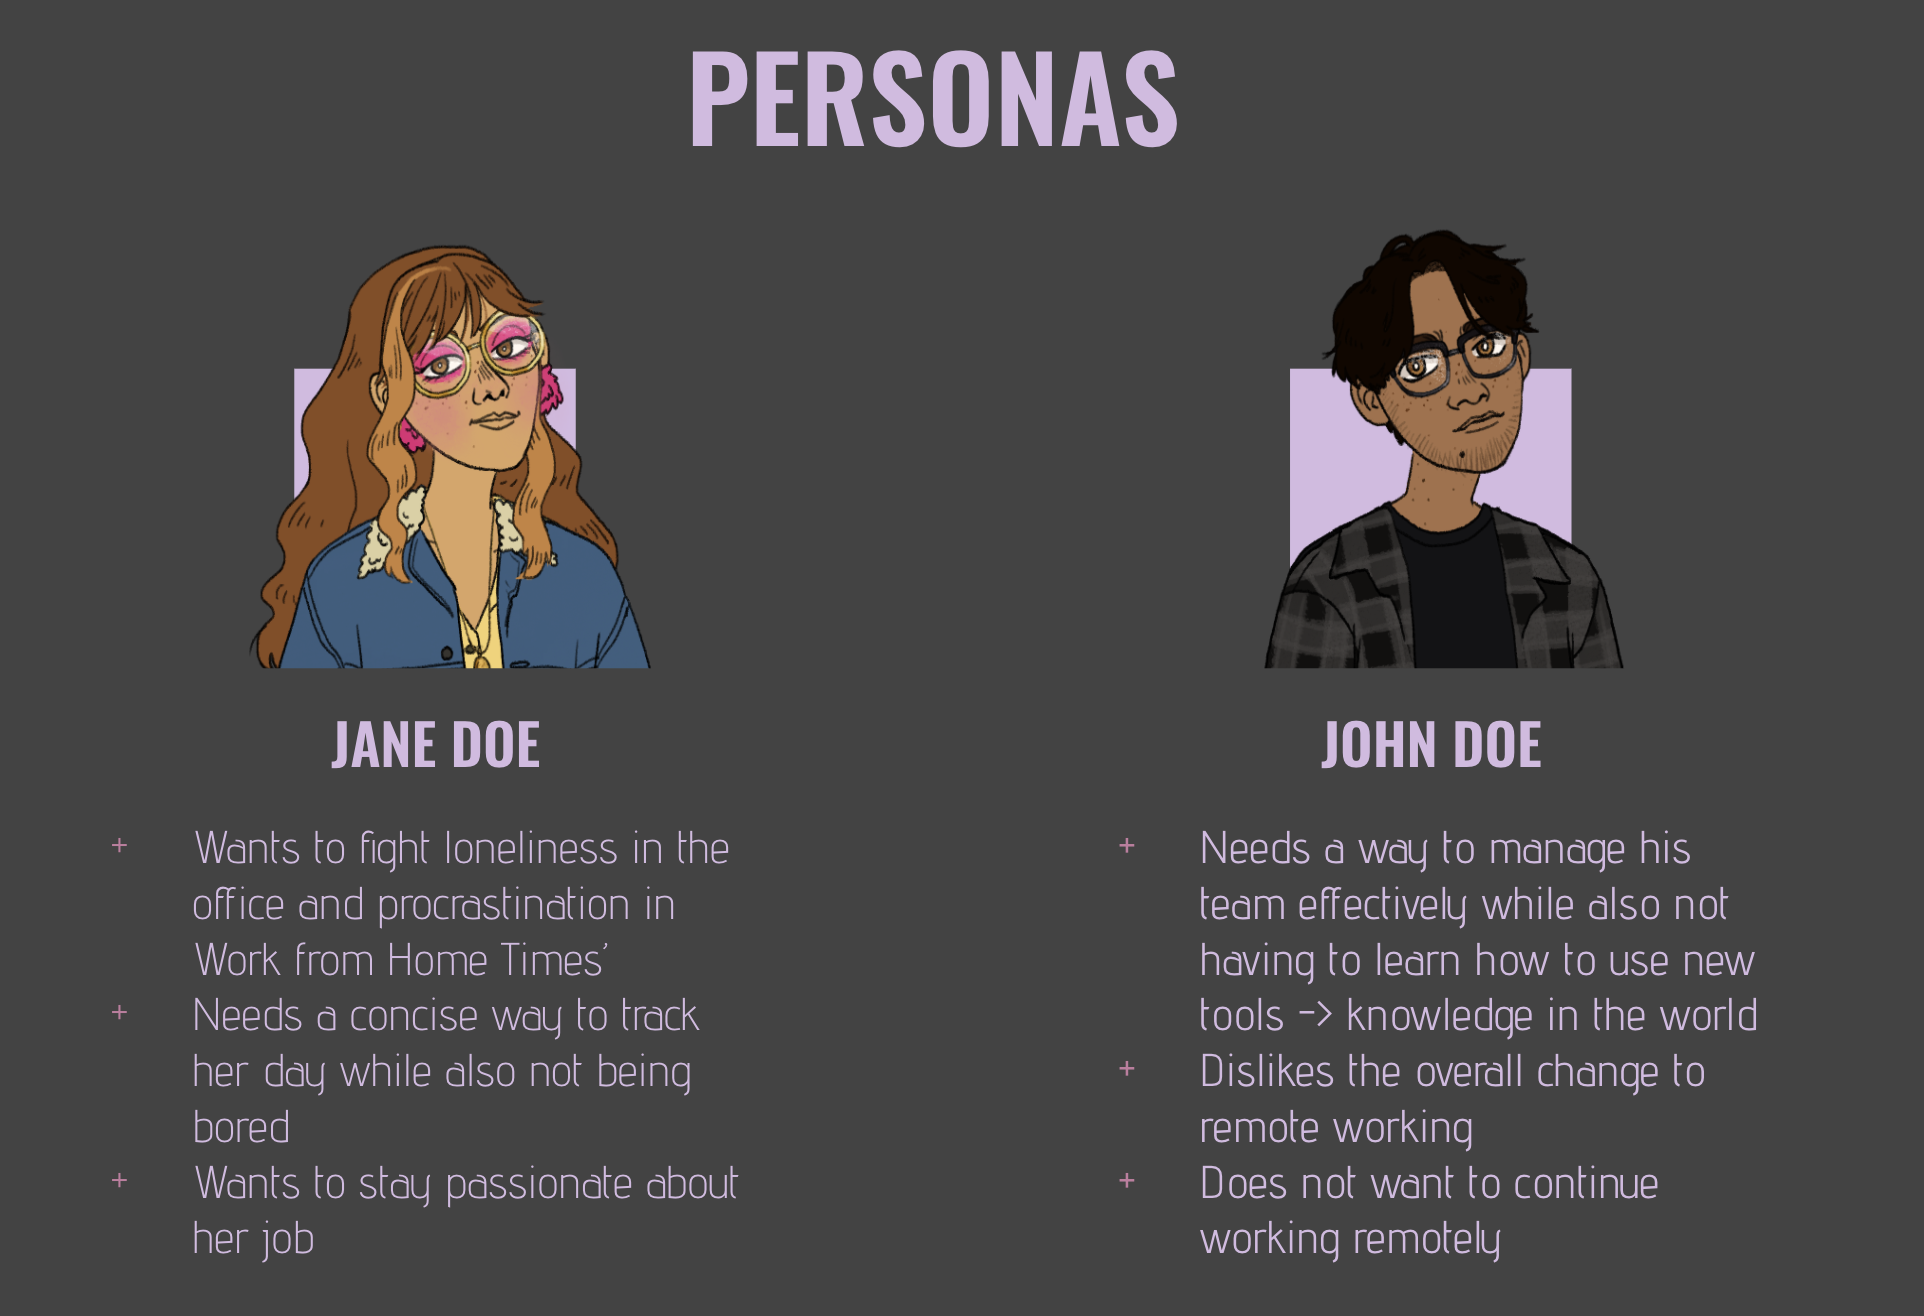 PERSONAS
JANE DOE
+ Wants to fight loneliness in the
office and procrastination in
Work from Home Times’
+ Needs a concise way to track
her day while also not being
bored
+ Wants to stay passionate about
her job
JOHN DOE
+ Needs a way to manage his
team effectively while also not
having to learn how to use new
tools -> knowledge in the world
+ Dislikes the overall change to
remote working
+ Does not want to continue
working remotely